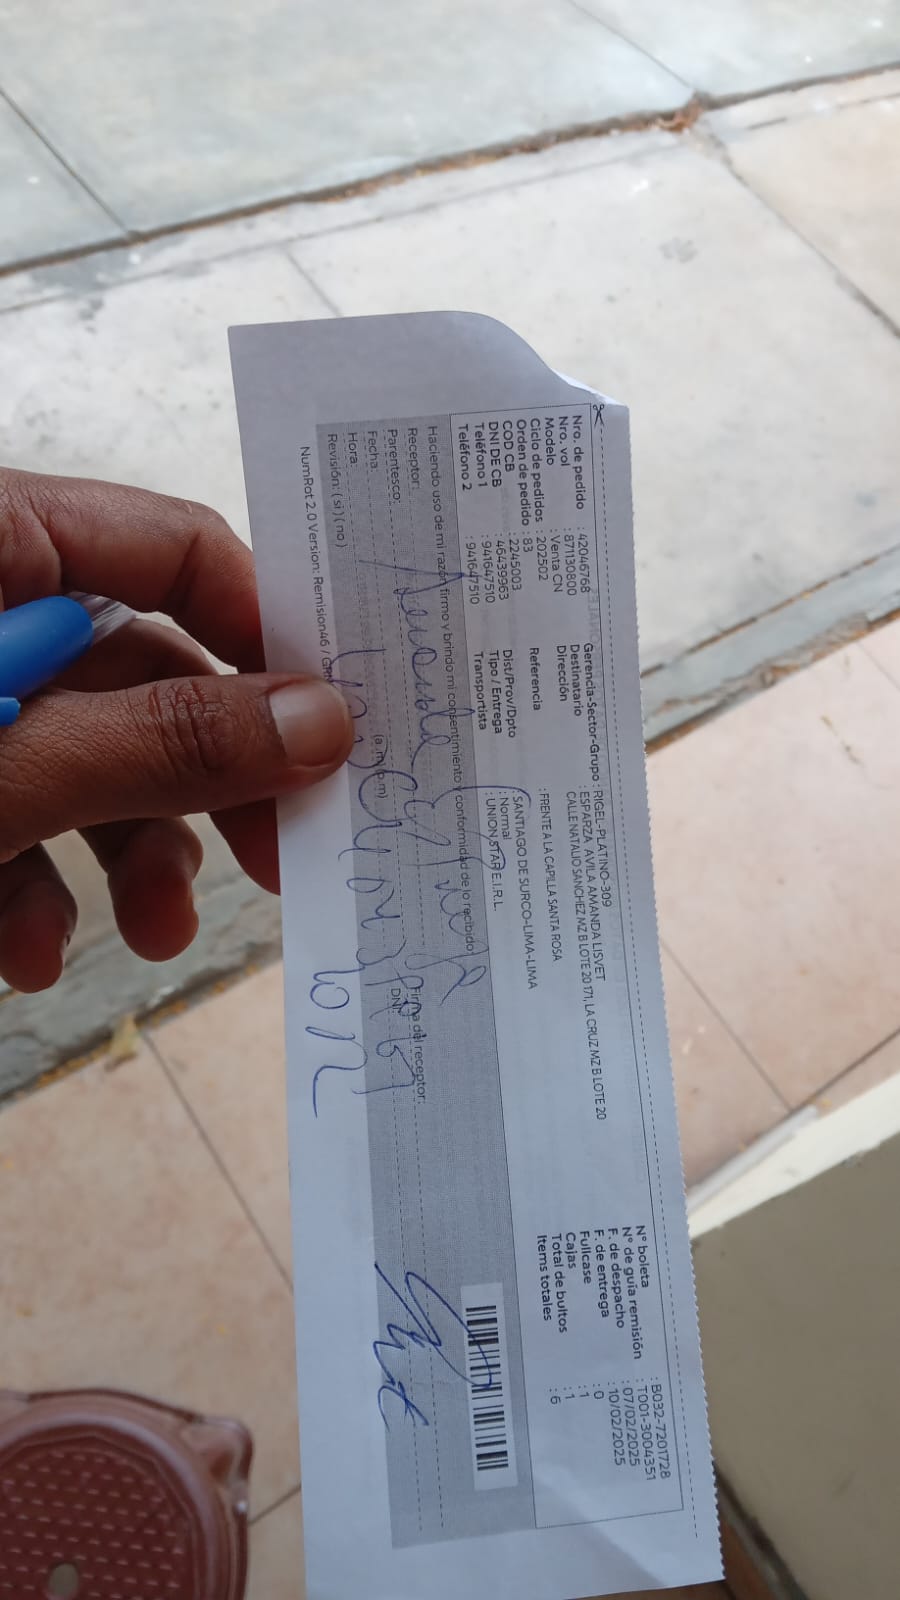 Nro. de pedido : 42046768
Nro. vol : 871130800
Modelo : Venta CN
Ciclo de pedidos : 202502
Orden de pedido : 83
COD CB : 2245003
DNI DE CB : 46439963
Teléfono 1 : 941647510
Teléfono 2 : 941647510
Gerencia-Sector-Grupo : RIGEL-PLATINO-309
Destinatario : ESPARZA AVILA AMANDA LISVET
Dirección CALLE NATALIO SANCHEZ MZ B LOTE 20 171, LA CRUZ MZ B LOTE 20
Referencia : FRENTE A LA CAPILLA SANTA ROSA
Dist/Prov/Dpto : SANTIAGO DE SURCO-LIMA-LIMA
Tipo / Entrega : Normal
Transportista : UNION STAR E.I.R.L.
N° boleta : B032-7201728
N° de guía remisión : T001-3004351
F. de despacho : 07/02/2025
F. de entrega : 10/02/2025
Fullcase : 0
Cajas : 1
Total de bultos : 1
Items totales : 6
Haciendo uso de mi razón firmo y brindo mi consentimiento y conformidad de lo recibido
Receptor:
Parentesco:
Fecha:
Hora: (a.m) (p.m)
Revisión: ( si ) ( no )
Firma del receptor:
DNI:
NumRot 2.0 Version: Remision46 /